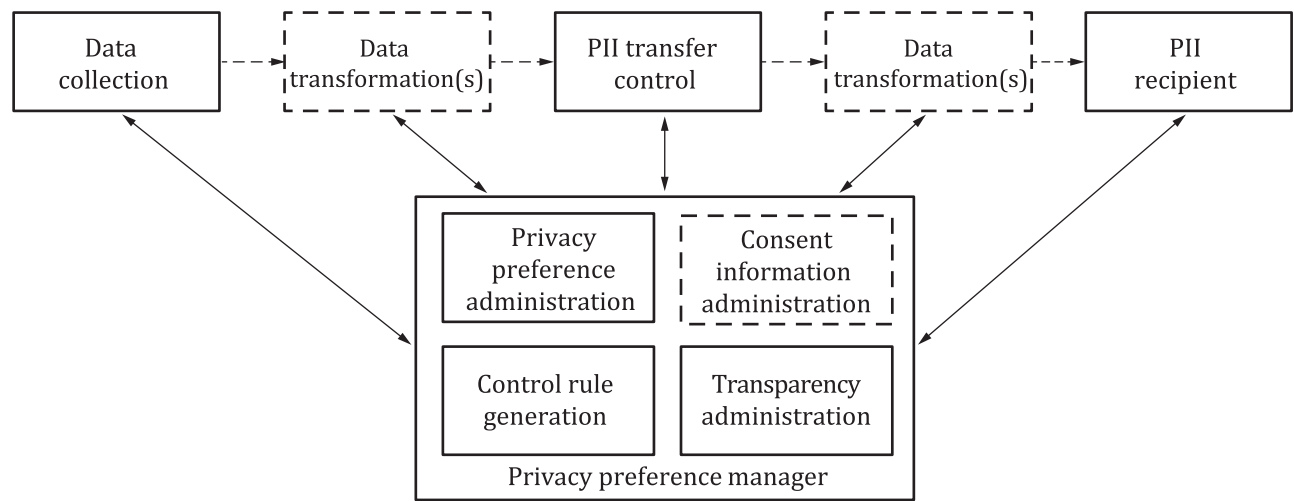 Data
collection
Data
transformation(s)
PII transfer
control
Data
transformation(s)
PII
recipient
Privacy
preference
administration
Consent
information
administration
Control rule
generation
Transparency
administration
Privacy preference manager